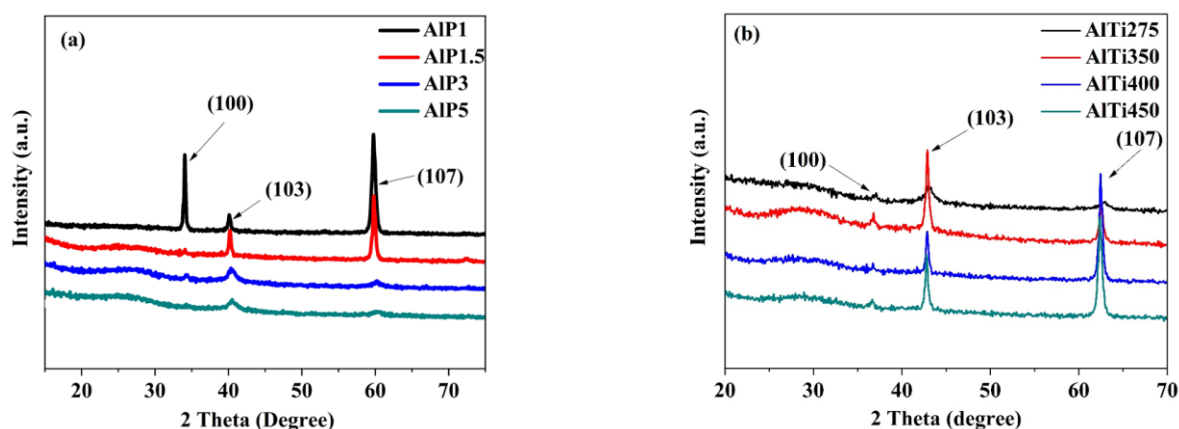 (a)
AlP1
AlP1.5
AlP3
AlP5
(100)
(103)
(107)
Intensity (a.u.)
20 30 40 50 60 70
2 Theta (Degree)
(b)
AlTi275
AlTi350
AlTi400
AlTi450
(100)
(103)
(107)
Intensity (a.u.)
20 30 40 50 60 70
2 Theta (degree)